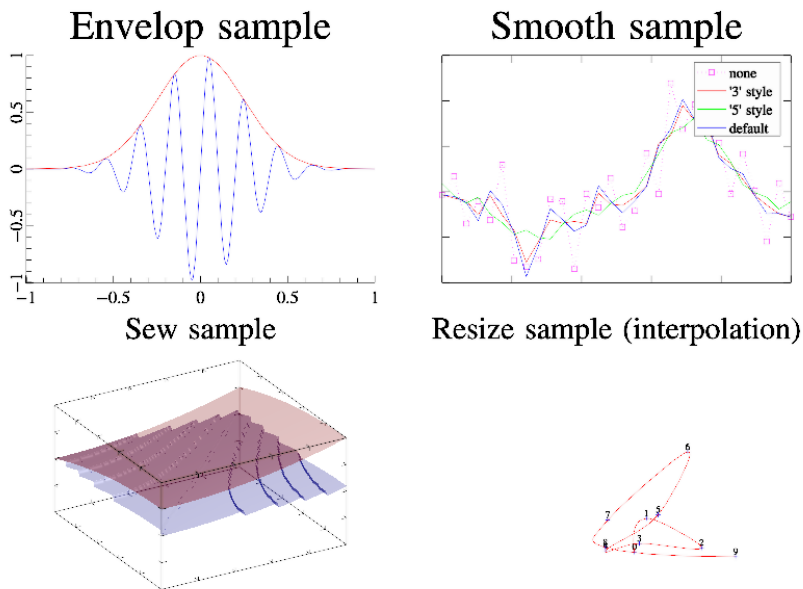 Envelop sample
Smooth sample
1
0.5
0
−0.5
−1
−1
−0.5
0
0.5
1
none
'3' style
'5' style
default
Sew sample
Resize sample (interpolation)
6
7
1
5
3
0
2
9